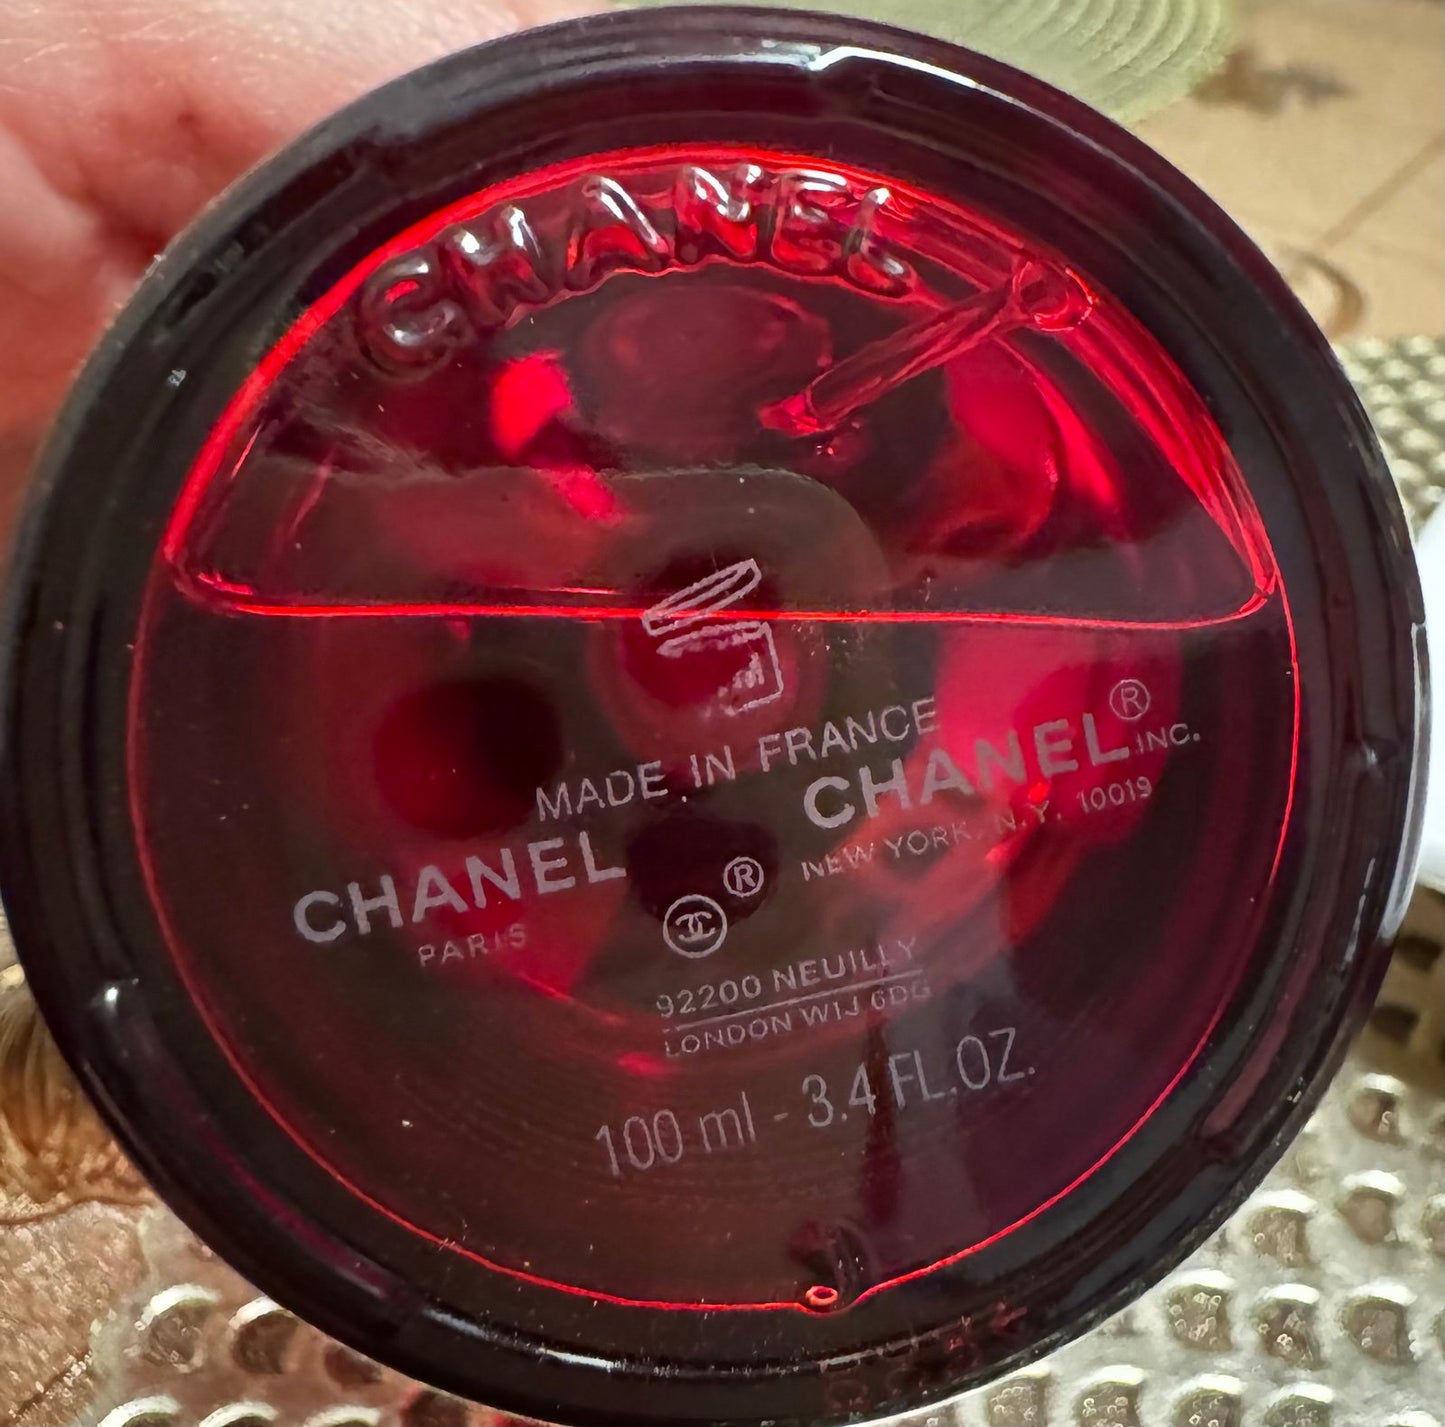 CHANEL
MADE IN FRANCE
CHANEL ® INC.
NEW YORK, N.Y. 10019
CHANEL
PARIS
®
92200 NEUILLY
LONDON W1J 6DG
100 ml - 3.4 FL.OZ.